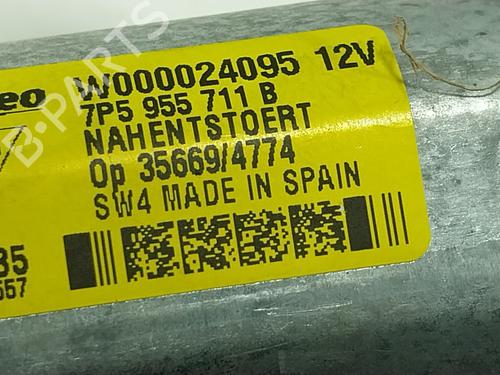 W000024095 12V
7P5 955 711 B
NAHENTSTOERT
Op 35669/4774
SW4 MADE IN SPAIN
B-PARTS